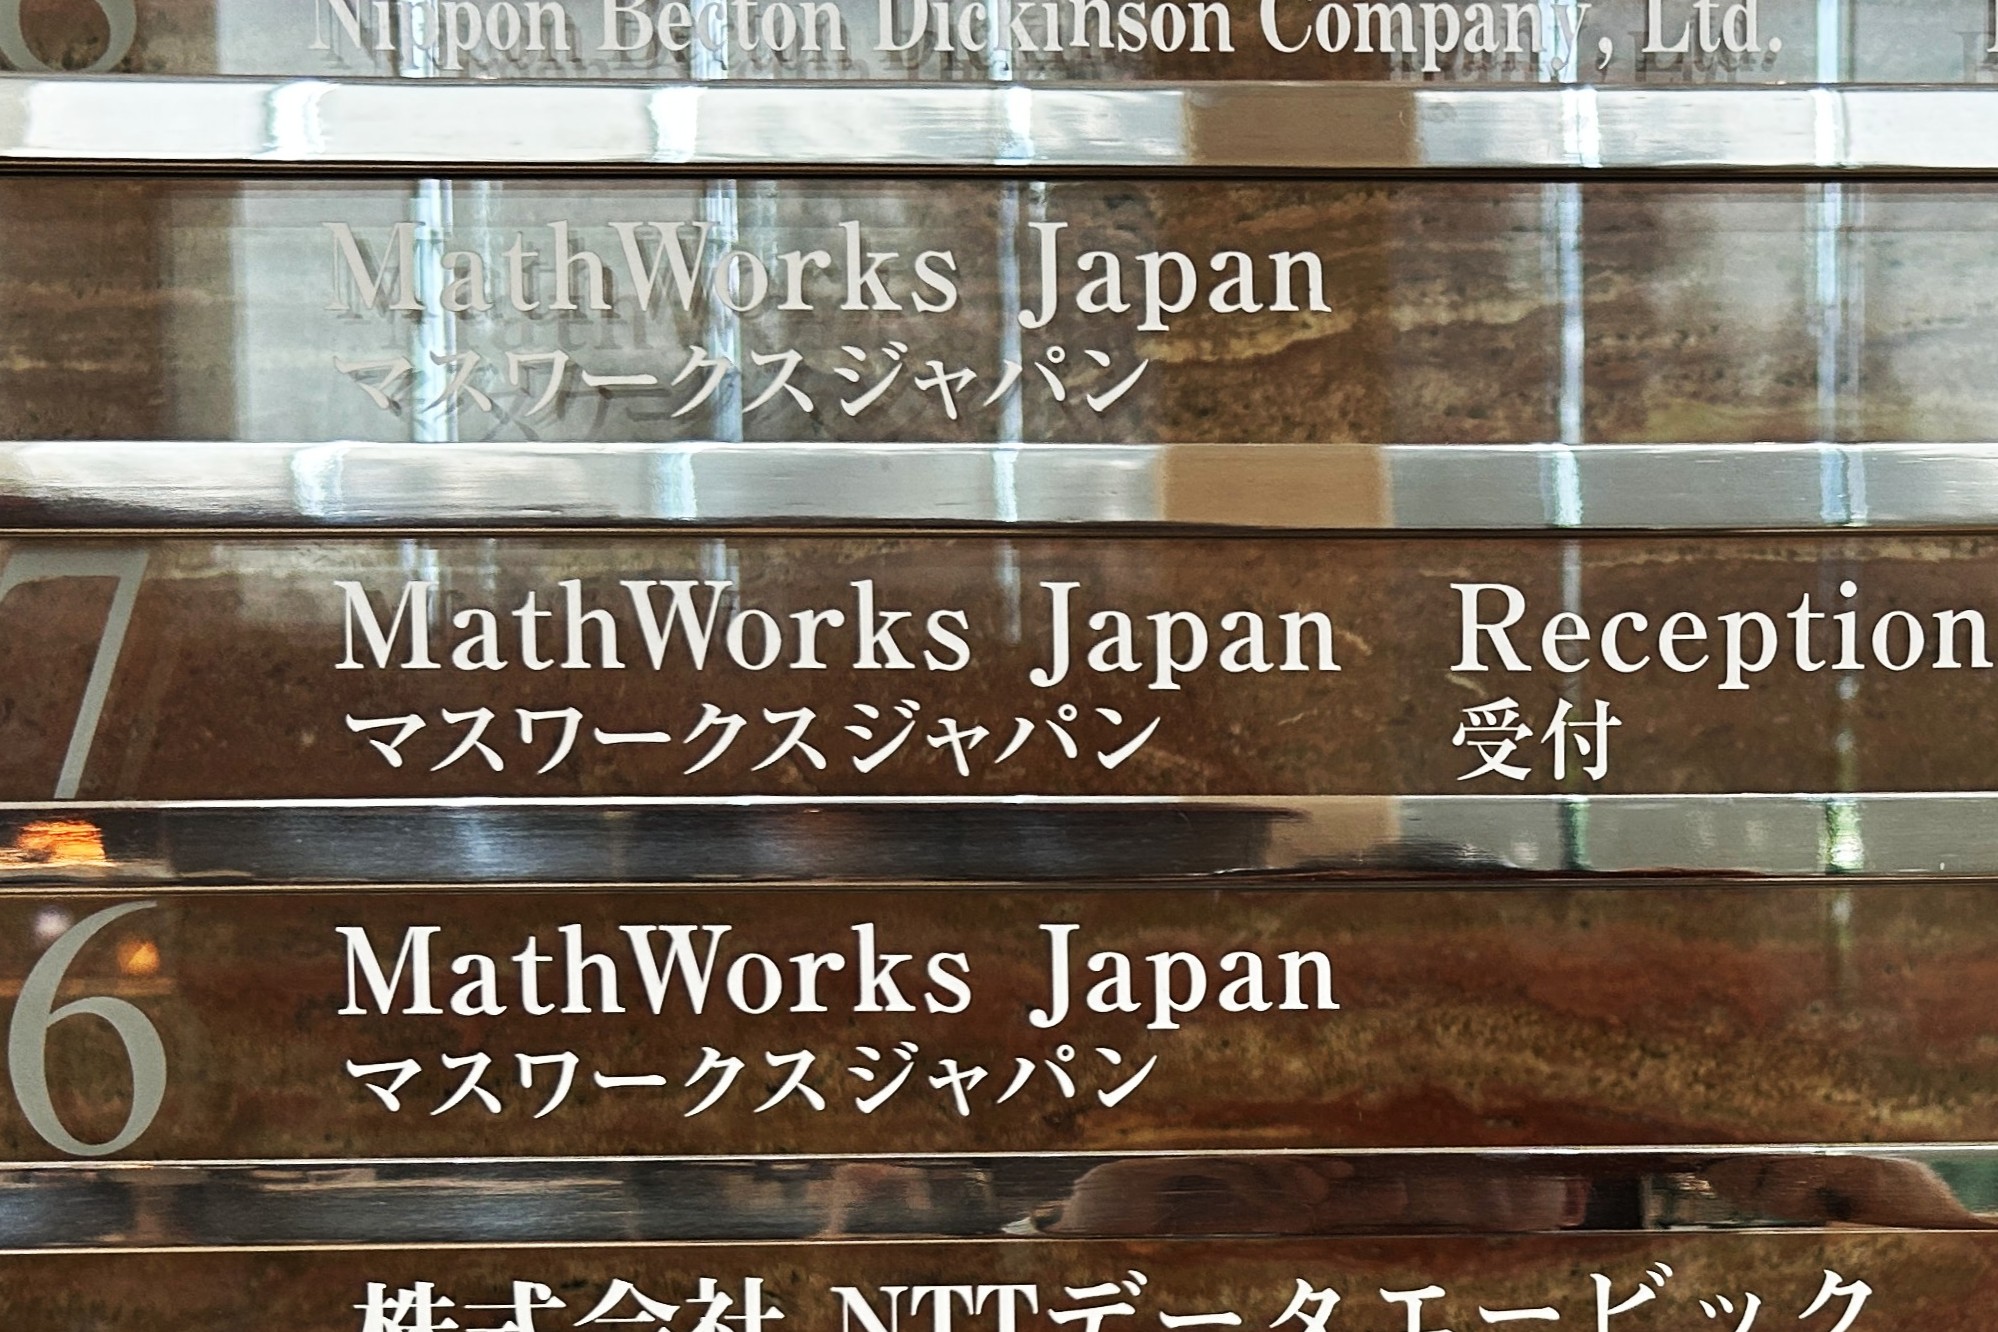 8 Nippon Becton Dickinson Company, Ltd.
MathWorks Japan
マスワークスジャパン
7 MathWorks Japan Reception
マスワークスジャパン 受付
6 MathWorks Japan
マスワークスジャパン
株式会社 NTTデータエービック